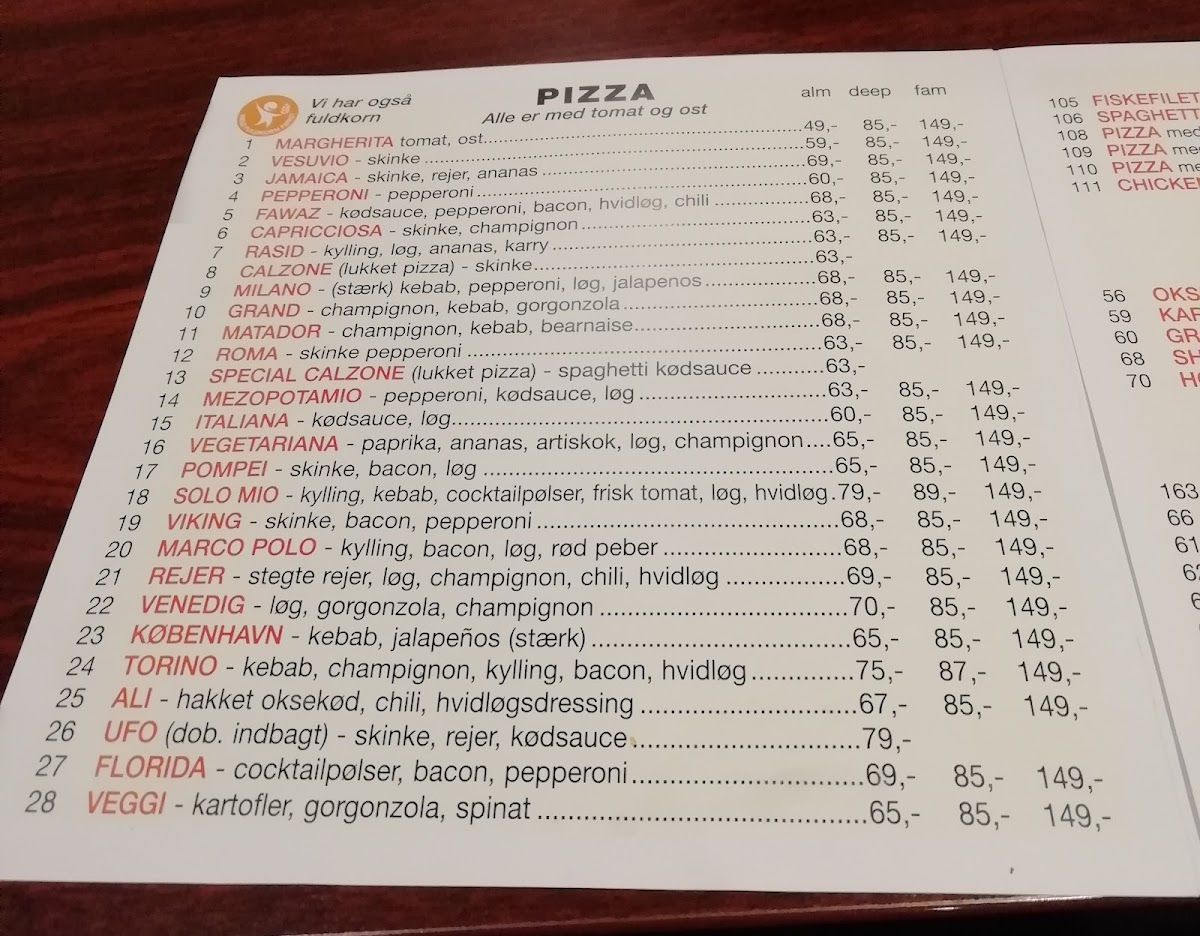 Vi har også
fuldkorn
PIZZA
Alle er med tomat og ost
alm deep fam
1 MARGHERITA tomat, ost 49,- 85,- 149,-
2 VESUVIO - skinke 59,- 85,- 149,-
3 JAMAICA - skinke, rejer, ananas 69,- 85,- 149,-
4 PEPPERONI - pepperoni 60,- 85,- 149,-
5 FAWAZ - kødsauce, pepperoni, bacon, hvidløg, chili 68,- 85,- 149,-
6 CAPRICCIOSA - skinke, champignon 63,- 85,- 149,-
7 RASID - kylling, løg, ananas, karry 63,- 85,- 149,-
8 CALZONE (lukket pizza) - skinke 63,-
9 MILANO - (stærk) kebab, pepperoni, løg, jalapenos 68,- 85,- 149,-
10 GRAND - champignon, kebab, gorgonzola 68,- 85,- 149,-
11 MATADOR - champignon, kebab, bearnaise 68,- 85,- 149,-
12 ROMA - skinke pepperoni 63,- 85,- 149,-
13 SPECIAL CALZONE (lukket pizza) - spaghetti kødsauce 63,-
14 MEZOPOTAMIO - pepperoni, kødsauce, løg 63,- 85,- 149,-
15 ITALIANA - kødsauce, løg 60,- 85,- 149,-
16 VEGETARIANA - paprika, ananas, artiskok, løg, champignon 65,- 85,- 149,-
17 POMPEI - skinke, bacon, løg 65,- 85,- 149,-
18 SOLO MIO - kylling, kebab, cocktailpølser, frisk tomat, løg, hvidløg 79,- 89,- 149,-
19 VIKING - skinke, bacon, pepperoni 68,- 85,- 149,-
20 MARCO POLO - kylling, bacon, løg, rød peber 68,- 85,- 149,-
21 REJER - stegte rejer, løg, champignon, chili, hvidløg 69,- 85,- 149,-
22 VENEDIG - løg, gorgonzola, champignon 70,- 85,- 149,-
23 KØBENHAVN - kebab, jalapeños (stærk) 65,- 85,- 149,-
24 TORINO - kebab, champignon, kylling, bacon, hvidløg 75,- 87,- 149,-
25 ALI - hakket oksekød, chili, hvidløgsdressing 67,- 85,- 149,-
26 UFO (dob. indbagt) - skinke, rejer, kødsauce 79,-
27 FLORIDA - cocktailpølser, bacon, pepperoni 69,- 85,- 149,-
28 VEGGI - kartofler, gorgonzola, spinat 65,- 85,- 149,-
105 FISKEFILET
106 SPAGHETT
108 PIZZA med
109 PIZZA me
110 PIZZA me
111 CHICKEN
56 OKS
59 KAF
60 GR
68 SH
70 HO
163
66
61